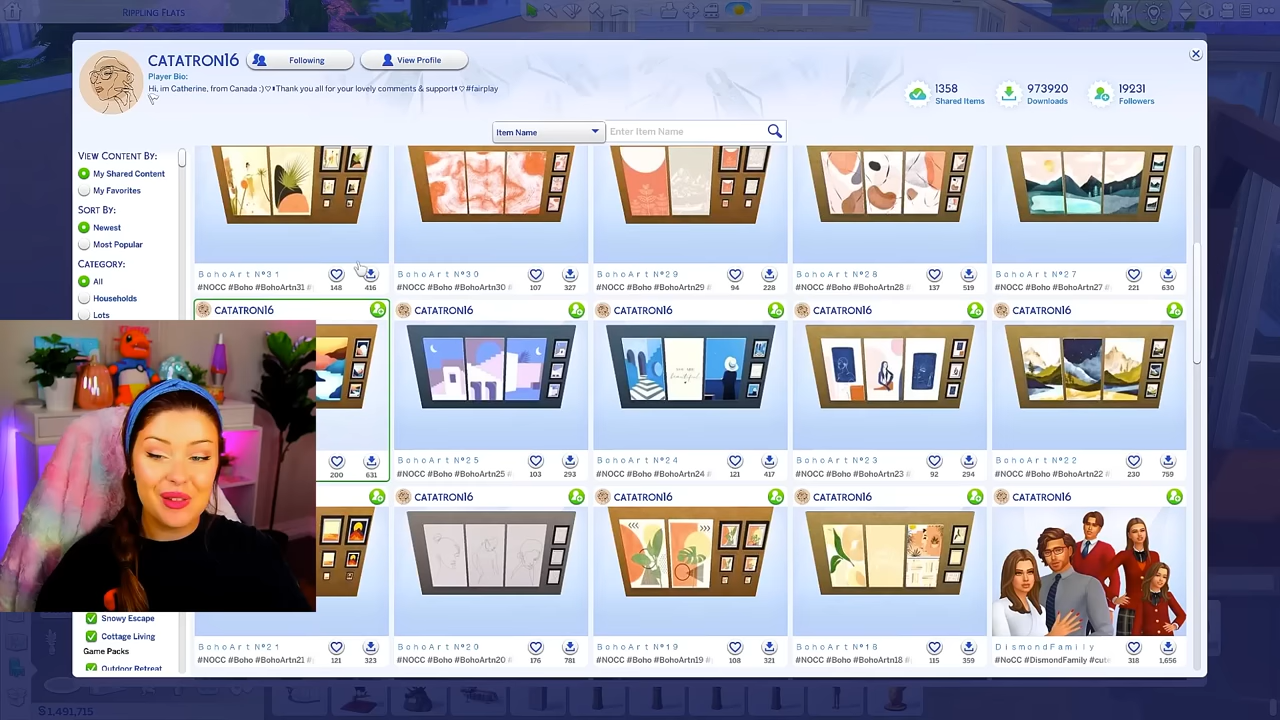 RIPPLING FLATS
CATATRON16
Following
View Profile
Player Bio:
Hi, im Catherine, from Canada :)♡•Thank you all for your lovely comments & support•♡#fairplay
1358
Shared Items
973920
Downloads
19231
Followers
Item Name
Enter Item Name
VIEW CONTENT BY:
My Shared Content
My Favorites
SORT BY:
Newest
Most Popular
CATEGORY:
All
Households
Lots
Snowy Escape
Cottage Living
Game Packs
Outdoor Retreat
BohoArt Nº31
148
416
#NOCC #Boho #BohoArtn31 #
BohoArt Nº30
107
327
#NOCC #Boho #BohoArtn30 #
BohoArt Nº29
94
228
#NOCC #Boho #BohoArtn29 #
BohoArt Nº28
137
519
#NOCC #Boho #BohoArtn28 #
BohoArt Nº27
221
630
#NOCC #Boho #BohoArtn27 #
CATATRON16
CATATRON16
CATATRON16
CATATRON16
CATATRON16
200
631
BohoArt Nº25
103
293
#NOCC #Boho #BohoArtn25 #
BohoArt Nº24
121
417
#NOCC #Boho #BohoArtn24 #
BohoArt Nº23
92
294
#NOCC #Boho #BohoArtn23 #
BohoArt Nº22
230
759
#NOCC #Boho #BohoArtn22 #
CATATRON16
CATATRON16
CATATRON16
CATATRON16
BohoArt Nº21
121
323
#NOCC #Boho #BohoArtn21 #
BohoArt Nº20
176
781
#NOCC #Boho #BohoArtn20 #
BohoArt Nº19
108
321
#NOCC #Boho #BohoArtn19 #
BohoArt Nº18
115
359
#NOCC #Boho #BohoArtn18 #
DismondFamily
318
1,656
#NoCC #DismondFamily #cute
§1,491,715